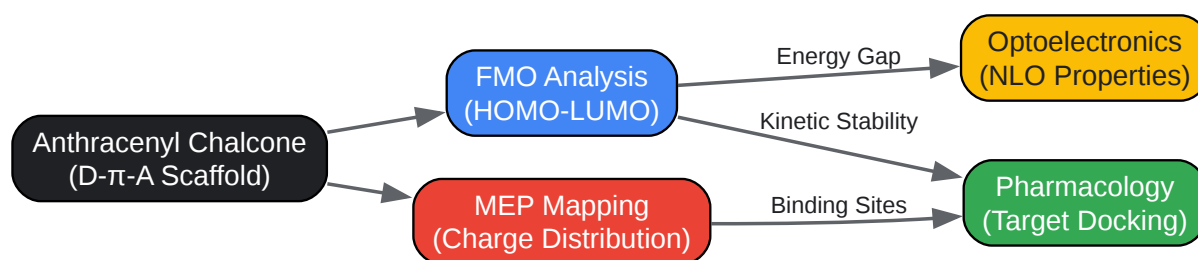 Anthracenyl Chalcone
(D-π-A Scaffold)
FMO Analysis
(HOMO-LUMO)
MEP Mapping
(Charge Distribution)
Energy Gap
Kinetic Stability
Binding Sites
Optoelectronics
(NLO Properties)
Pharmacology
(Target Docking)